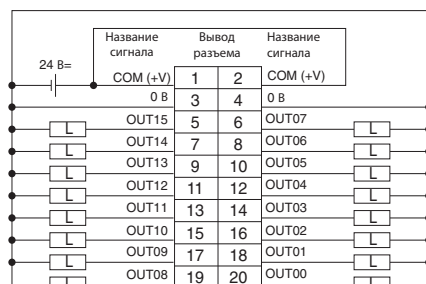 Название сигнала Вывод разъема Название сигнала
24 В=
COM (+V) 1 2 COM (+V)
0 В 3 4 0 В
L OUT15 5 6 OUT07 L
L OUT14 7 8 OUT06 L
L OUT13 9 10 OUT05 L
L OUT12 11 12 OUT04 L
L OUT11 13 14 OUT03 L
L OUT10 15 16 OUT02 L
L OUT09 17 18 OUT01 L
L OUT08 19 20 OUT00 L